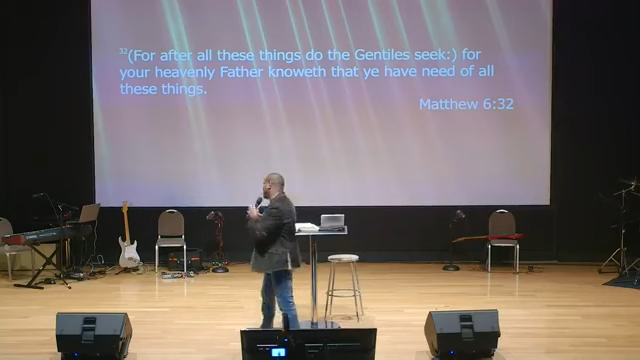 32(For after all these things do the Gentiles seek:) for
your heavenly Father knoweth that ye have need of all
these things.
Matthew 6:32